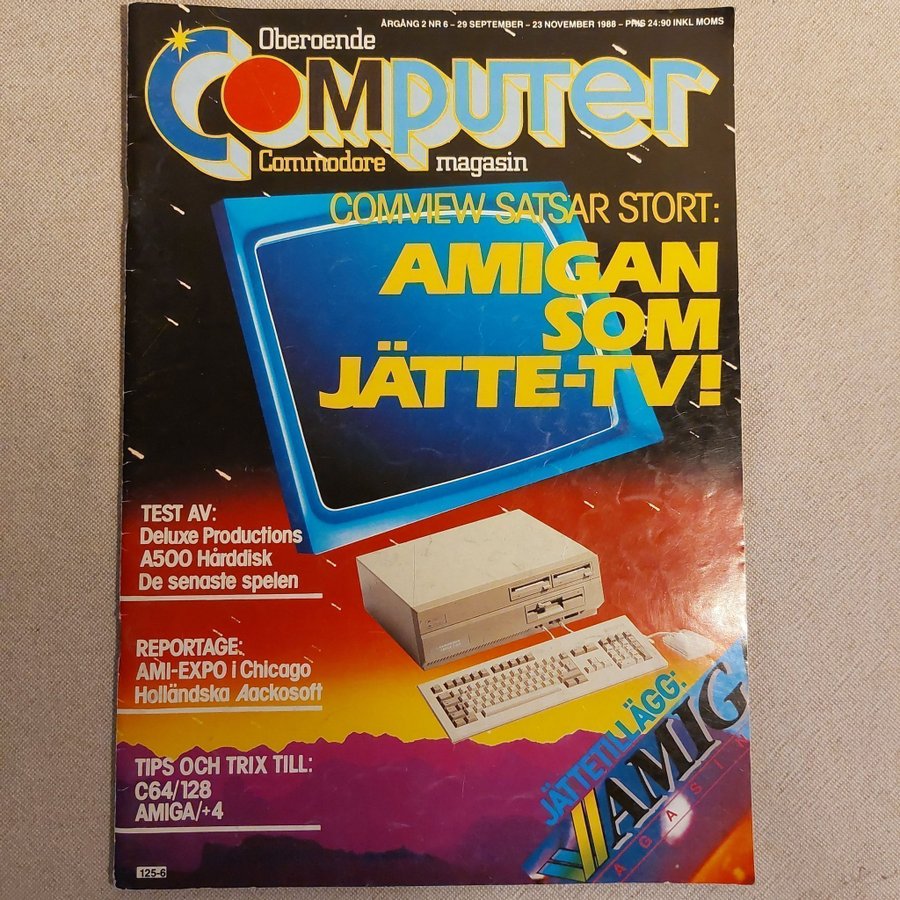 ÅRGÅNG 2 NR 6 – 29 SEPTEMBER – 23 NOVEMBER 1988 – PRIS 24:90 INKL MOMS
Oberoende
COMPUTER
Commodore magasin
COMVIEW SATSAR STORT:
AMIGAN
SOM
JÄTTE-TV!
TEST AV:
Deluxe Productions
A500 Hårddisk
De senaste spelen
REPORTAGE:
AMI-EXPO i Chicago
Holländska Aackosoft
TIPS OCH TRIX TILL:
C64/128
AMIGA/+4
JÄTTETILLÄGG:
AMIG
AGASIN
125-6